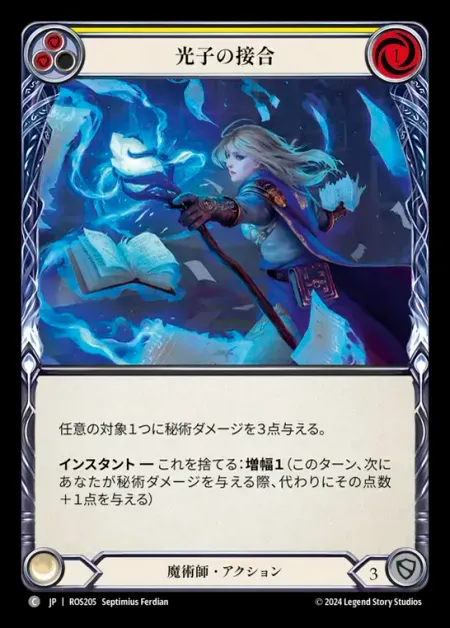 光子の接合
1
任意の対象1つに秘術ダメージを3点与える。
インスタント ー これを捨てる:増幅1(このターン、次に
あなたが秘術ダメージを与える際、代わりにその点数
+1点を与える)
魔術師・アクション
3
C JP | ROS205 Septimius Ferdian
© 2024 Legend Story Studios